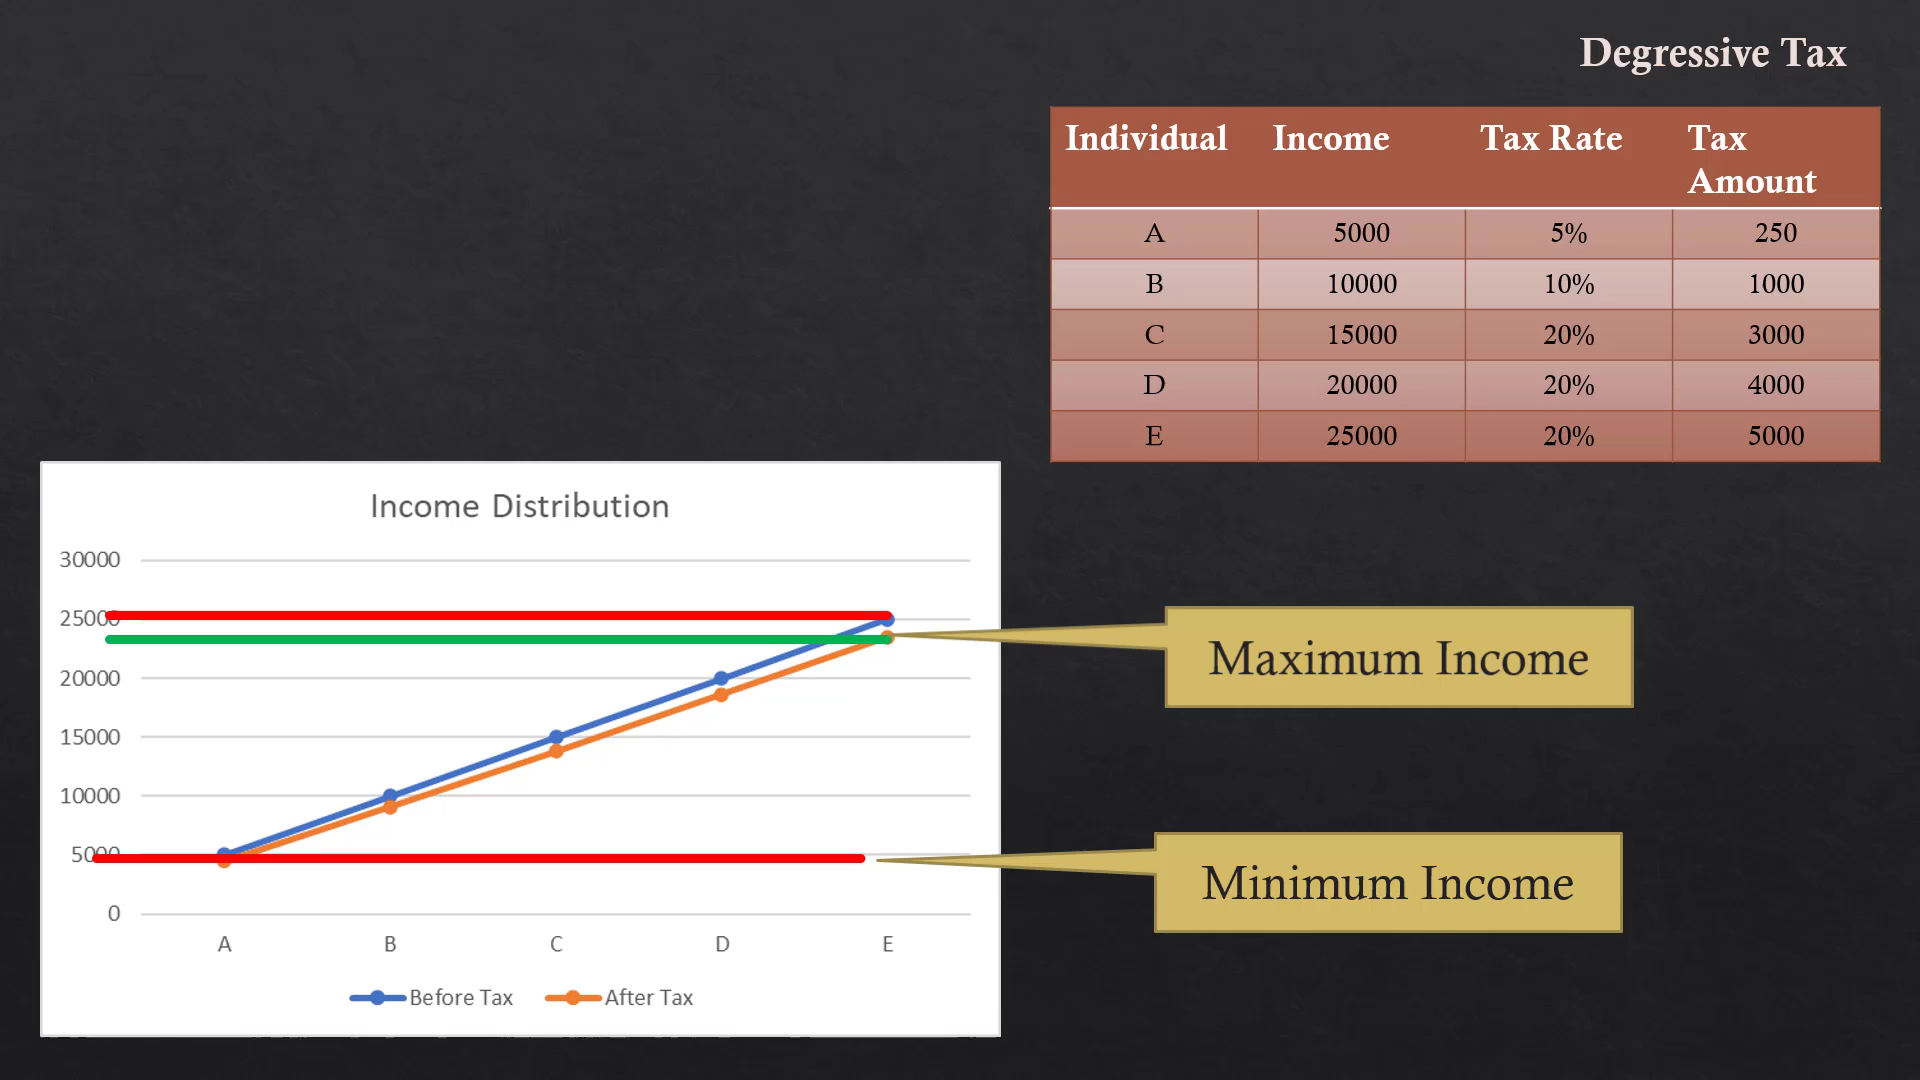 Degressive Tax
Individual Income Tax Rate Tax Amount
A 5000 5% 250
B 10000 10% 1000
C 15000 20% 3000
D 20000 20% 4000
E 25000 20% 5000
Income Distribution
30000
25000
20000
15000
10000
5000
0
A B C D E
Before Tax After Tax
Maximum Income
Minimum Income